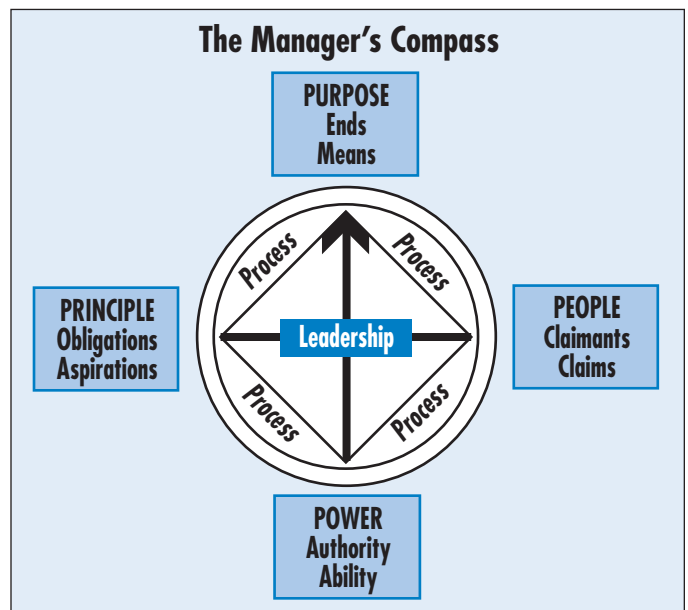 The Manager’s Compass
PURPOSE
Ends
Means
Process
Process
PRINCIPLE
Obligations
Aspirations
Leadership
PEOPLE
Claimants
Claims
Process
Process
POWER
Authority
Ability